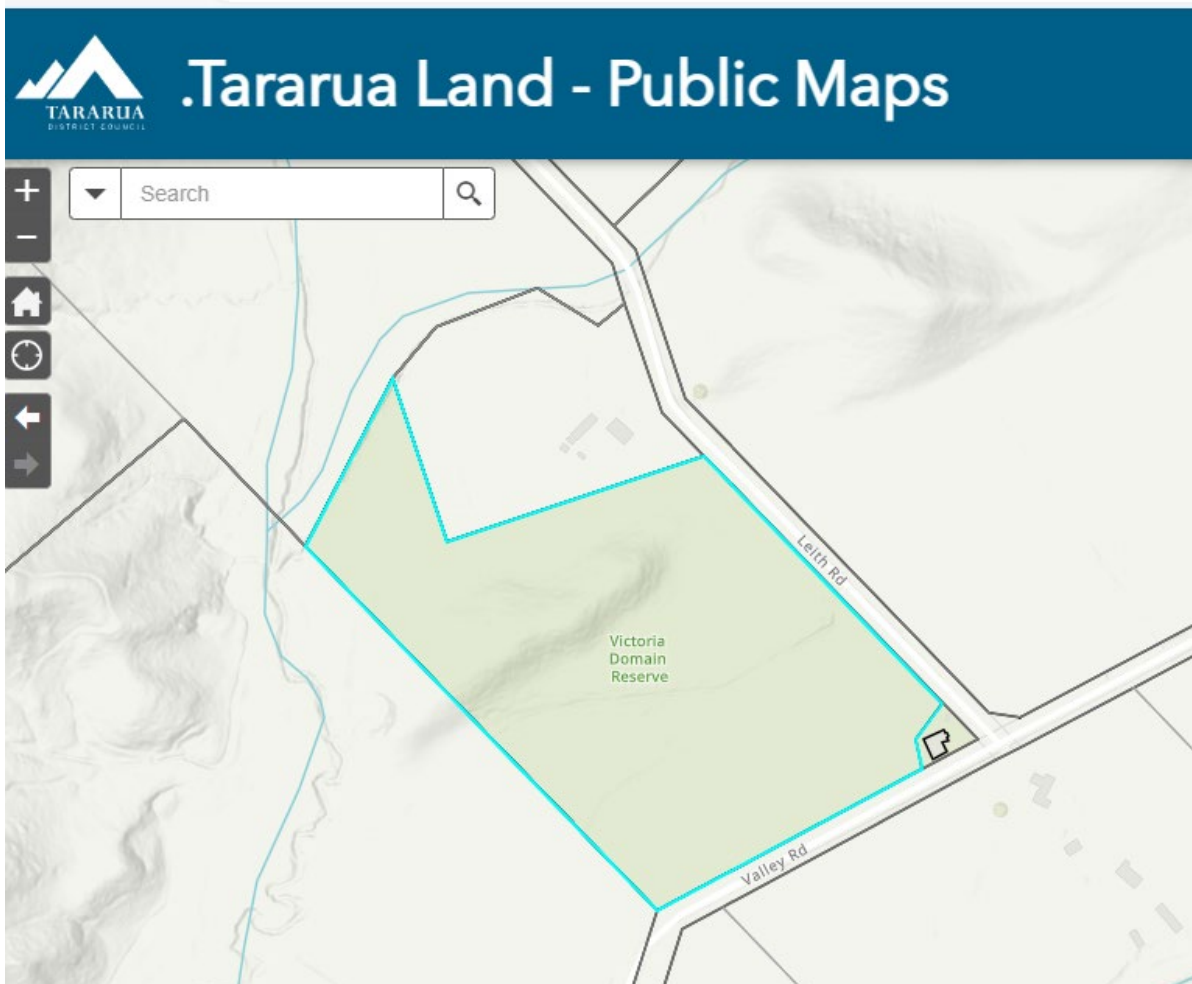 .Tararua Land - Public Maps
TARARUA
DISTRICT COUNCIL
+
Search
−
Leith Rd
Victoria
Domain
Reserve
Valley Rd